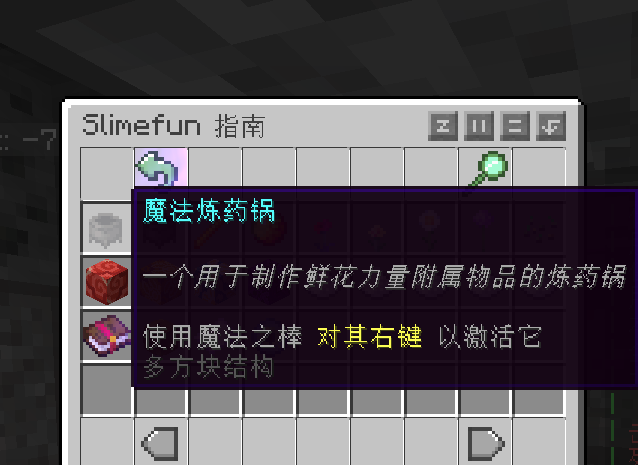 Slimefun 指南
魔法炼药锅
一个用于制作鲜花力量附属物品的炼药锅
使用魔法之棒 对其右键 以激活它
多方块结构